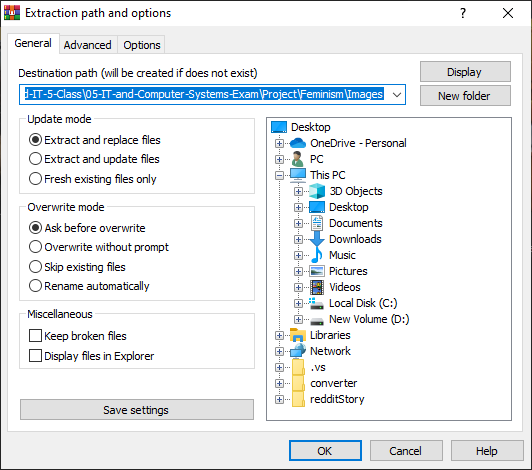 Extraction path and options
General
Advanced
Options
Destination path (will be created if does not exist)
d-IT-5-Class\05-IT-and-Computer-Systems-Exam\Project\Feminism\Images
Display
New folder
Update mode
Extract and replace files
Extract and update files
Fresh existing files only
Overwrite mode
Ask before overwrite
Overwrite without prompt
Skip existing files
Rename automatically
Miscellaneous
Keep broken files
Display files in Explorer
Save settings
Desktop
OneDrive - Personal
PC
This PC
3D Objects
Desktop
Documents
Downloads
Music
Pictures
Videos
Local Disk (C:)
New Volume (D:)
Libraries
Network
.vs
converter
redditStory
OK
Cancel
Help